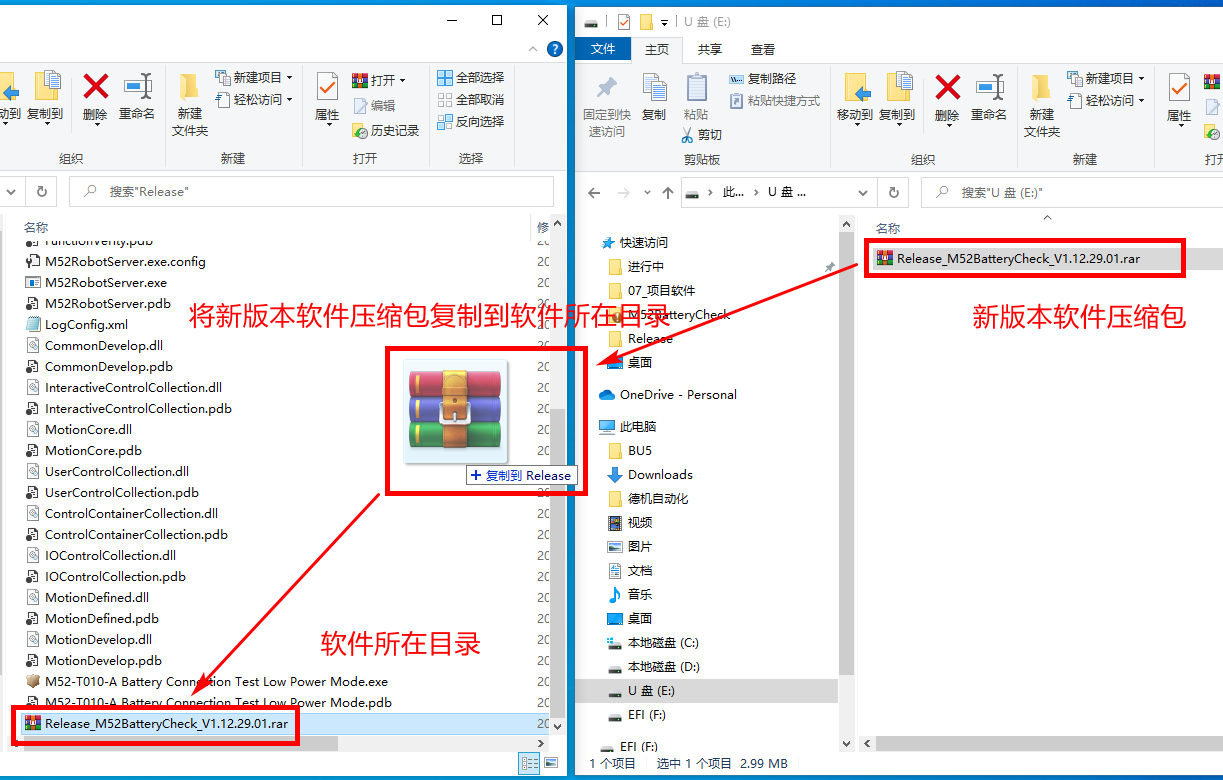 打开
全部选择
新建项目
编辑
全部取消
轻松访问
历史记录
反向选择
复制到
删除
重命名
新建
文件夹
属性
组织
新建
打开
选择
搜索"Release"
名称
M52RobotServer.exe.config
M52RobotServer.exe
M52RobotServer.pdb
LogConfig.xml
CommonDevelop.dll
CommonDevelop.pdb
InteractiveControlCollection.dll
InteractiveControlCollection.pdb
MotionCore.dll
MotionCore.pdb
UserControlCollection.dll
UserControlCollection.pdb
ControlContainerCollection.dll
ControlContainerCollection.pdb
IOControlCollection.dll
IOControlCollection.pdb
MotionDefined.dll
MotionDefined.pdb
MotionDevelop.dll
MotionDevelop.pdb
M52-T010-A Battery Connection Test Low Power Mode.exe
M52-T010-A Battery Connection Test Low Power Mode.pdb
Release_M52BatteryCheck_V1.12.29.01.rar
将新版本软件压缩包复制到软件所在目录
+ 复制到 Release
软件所在目录
U 盘 (E:)
文件 主页 共享 查看
固定到快
速访问
复制
粘贴
复制路径
粘贴快捷方式
剪切
剪贴板
移动到
复制到
删除
重命名
组织
新建
文件夹
新建项目
轻松访问
新建
属性
此... U 盘 ...
搜索"U 盘 (E:)"
快速访问
进行中
07_项目软件
M52BatteryCheck
Release
桌面
OneDrive - Personal
此电脑
BU5
Downloads
德机自动化
视频
图片
文档
音乐
桌面
本地磁盘 (C:)
本地磁盘 (D:)
U 盘 (E:)
EFI (F:)
EFI (F:)
名称
Release_M52BatteryCheck_V1.12.29.01.rar
新版本软件压缩包
1 个项目 选中 1 个项目 2.99 MB